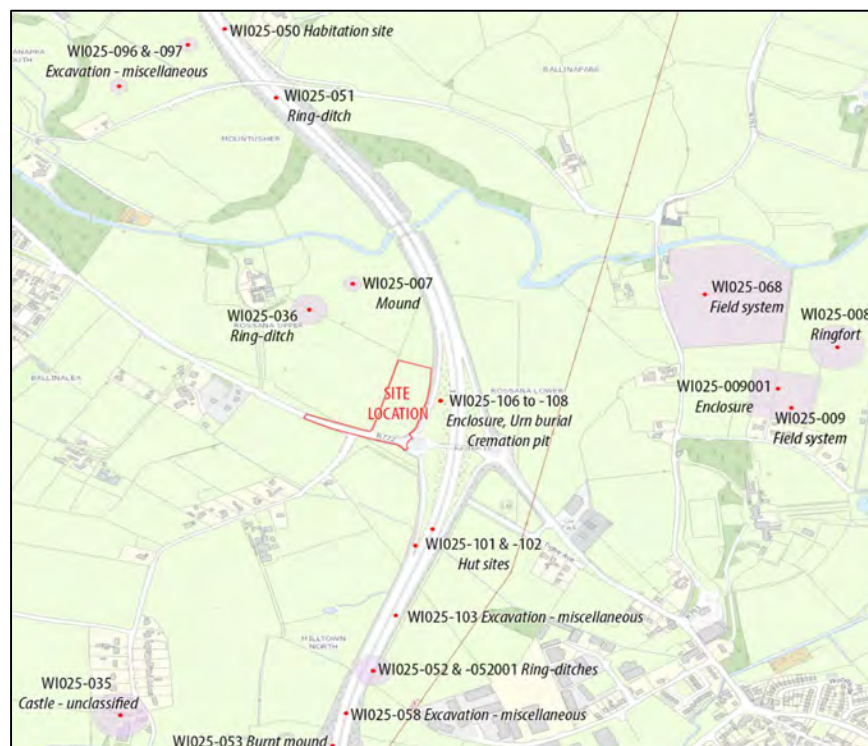 WI025-050 Habitation site
WI025-096 & -097
Excavation - miscellaneous
BALLINAPARK
WI025-051
Ring-ditch
MOUNTUSHER
WI025-007
Mound
WI025-068
Field system
WI025-036
Ring-ditch
ROSSANA UPPER
WI025-008
Ringfort
BALLINALEA
SITE
LOCATION
ROSSANA LOWER
WI025-009001
Enclosure
WI025-106 to -108
Enclosure, Urn burial
Cremation pit
WI025-009
Field system
R772
WI025-101 & -102
Hut sites
WI025-103 Excavation - miscellaneous
MILLTOWN
NORTH
WI025-052 & -052001 Ring-ditches
WI025-035
Castle - unclassified
WI025-058 Excavation - miscellaneous
WI025-053 Burnt mound